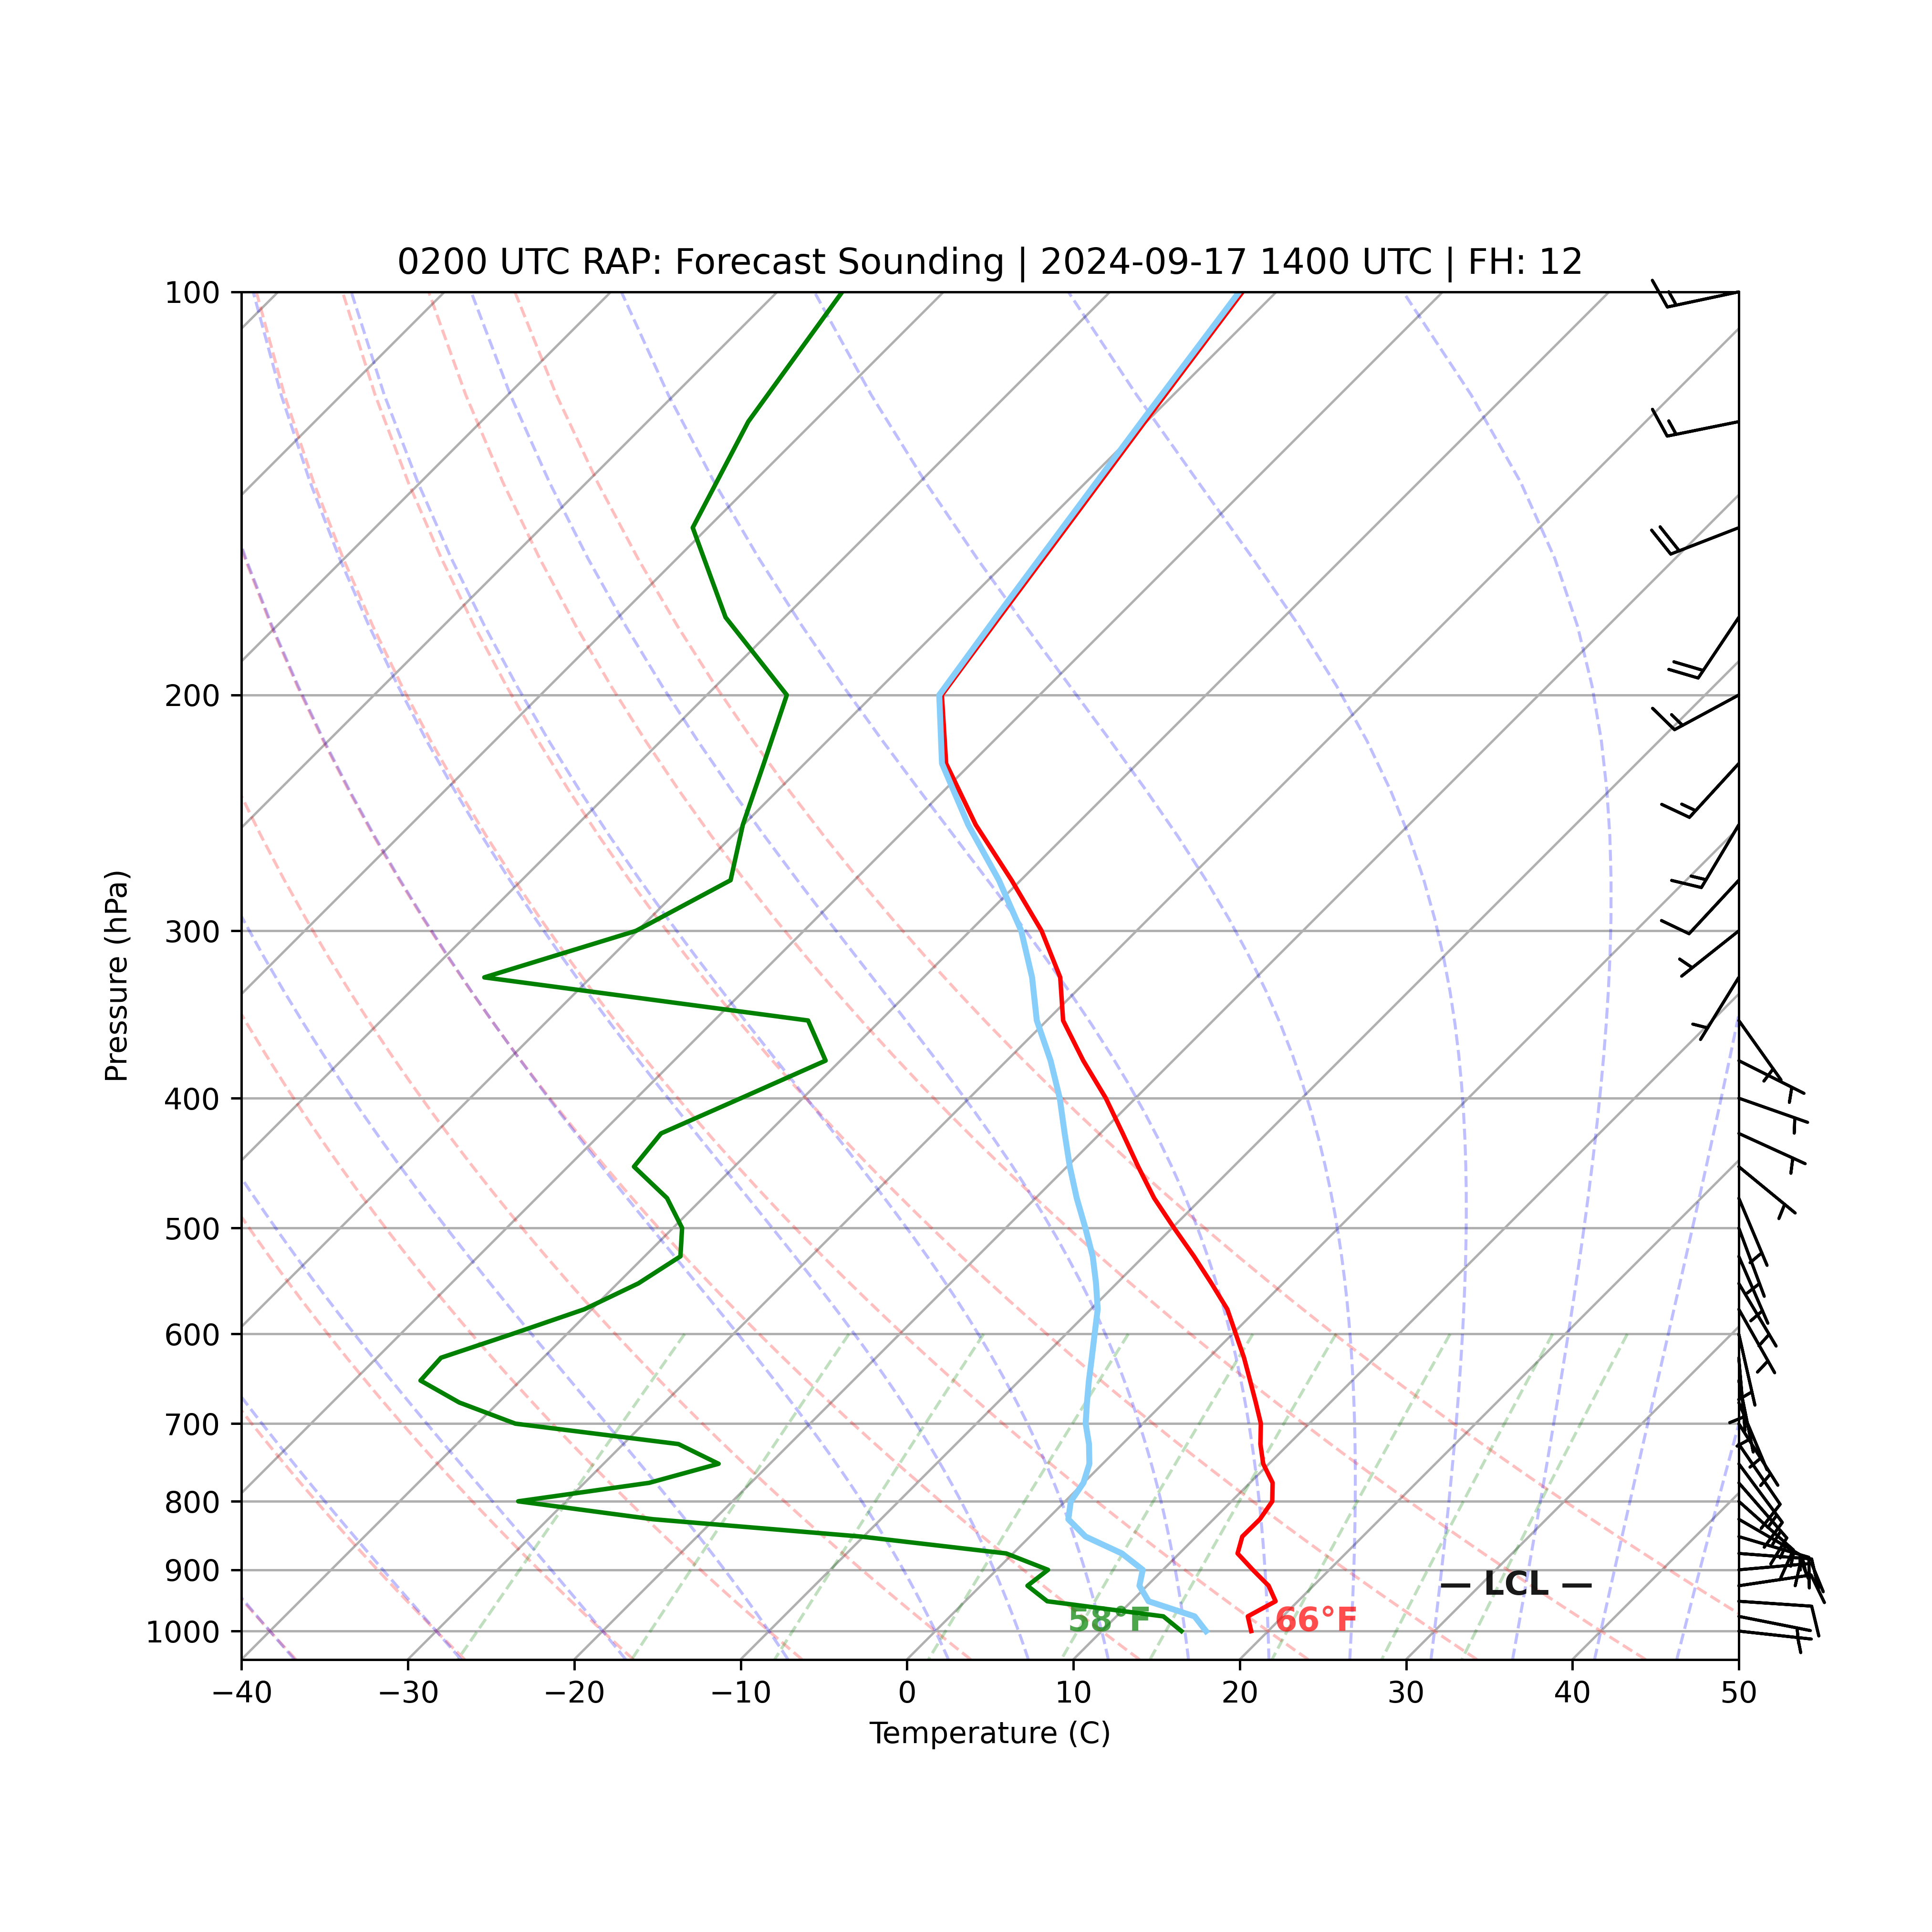 0200 UTC RAP: Forecast Sounding | 2024-09-17 1400 UTC | FH: 12
100
200
300
400
500
600
700
800
900
1000
Pressure (hPa)
— LCL —
58°F
66°F
−40 −30 −20 −10 0 10 20 30 40 50
Temperature (C)